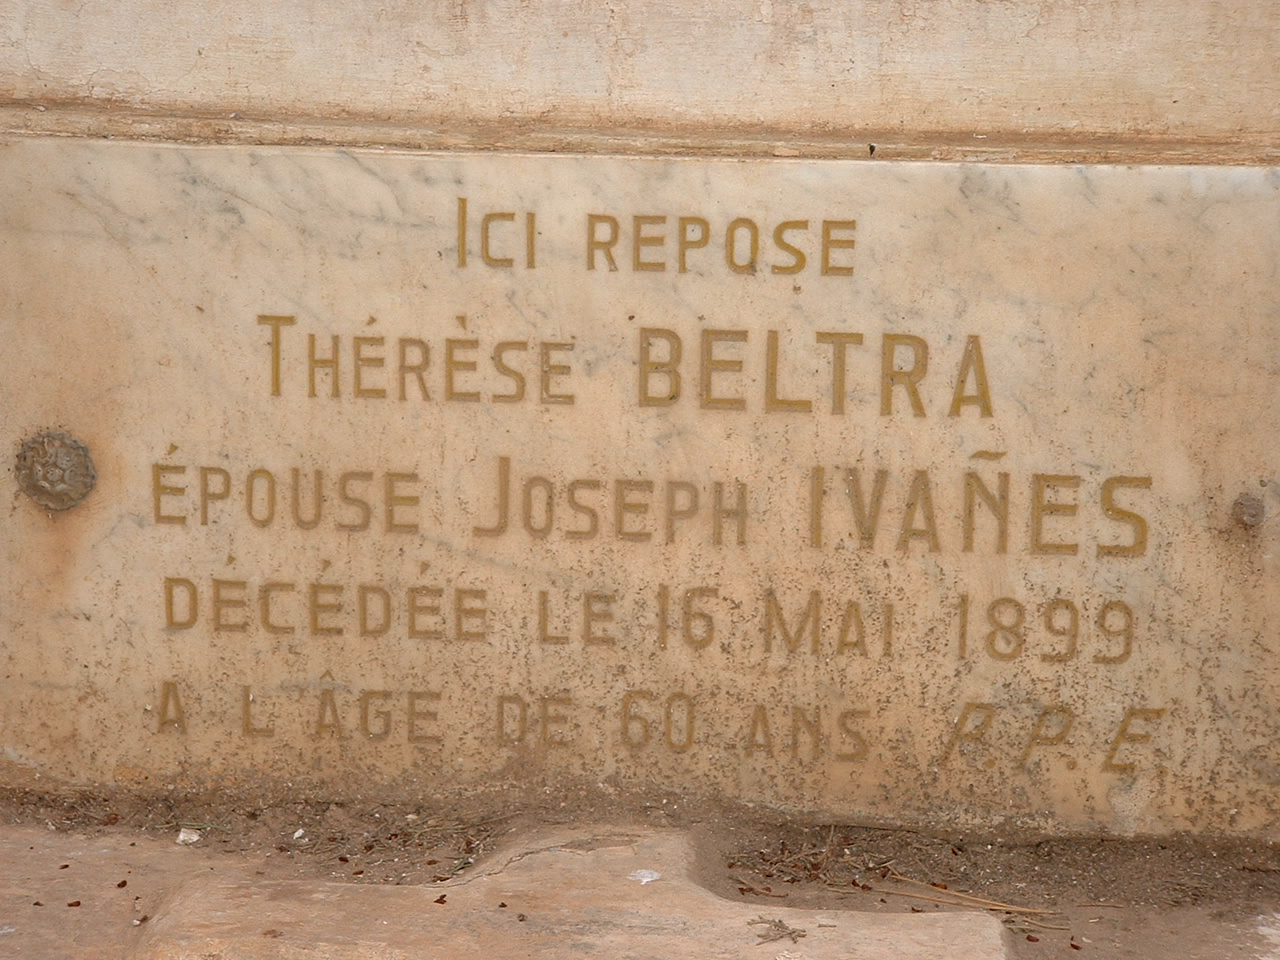 ICI REPOSE
THÉRÈSE BELTRA
ÉPOUSE JOSEPH IVAÑES
DÉCÉDÉE LE 16 MAI 1899
A L'ÂGE DE 60 ANS P.P.E.